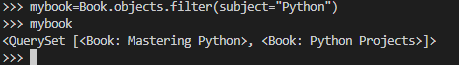 >>> mybook=Book.objects.filter(subject="Python")
>>> mybook
<QuerySet [<Book: Mastering Python>, <Book: Python Projects>]>
>>>